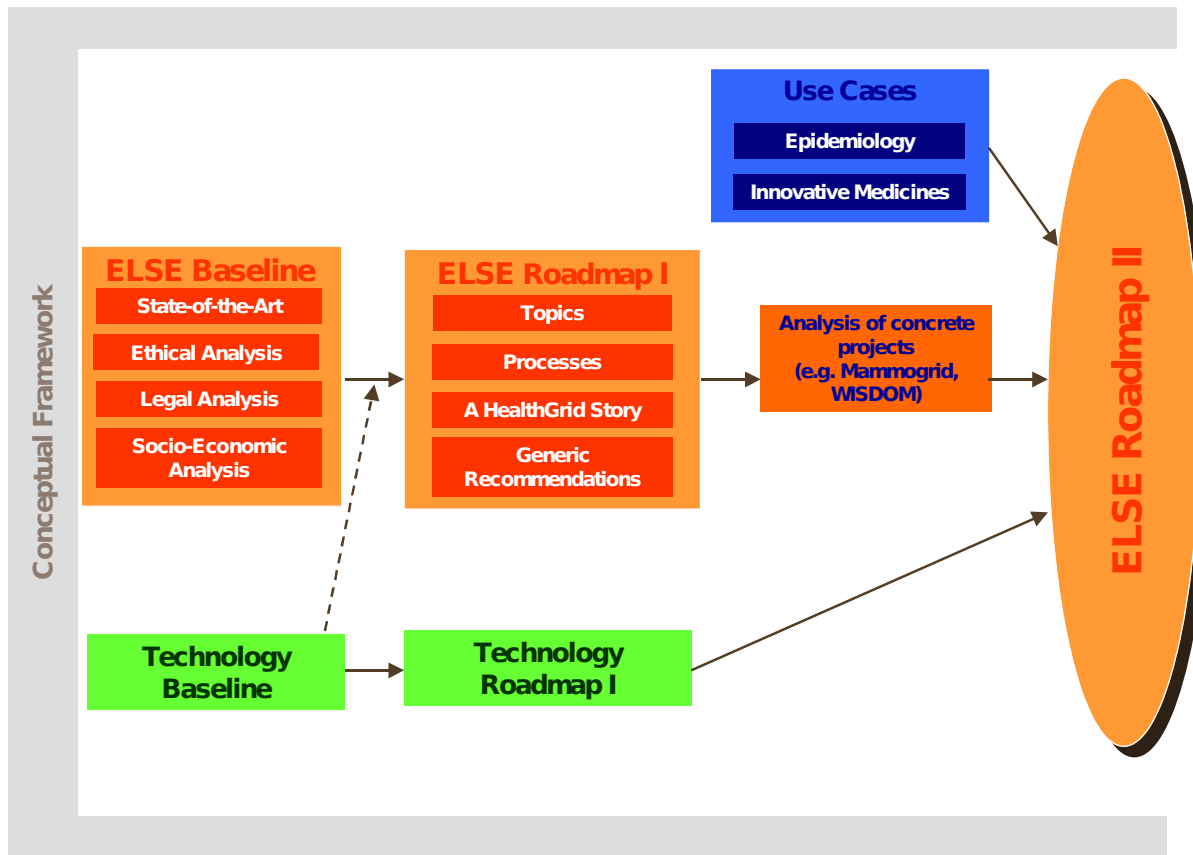 Conceptual Framework
Use Cases
Epidemiology
Innovative Medicines
ELSE Baseline
State-of-the-Art
Ethical Analysis
Legal Analysis
Socio-Economic
Analysis
ELSE Roadmap I
Topics
Processes
A HealthGrid Story
Generic
Recommendations
Analysis of concrete
projects
(e.g. Mammogrid,
WISDOM)
ELSE Roadmap II
Technology
Baseline
Technology
Roadmap I